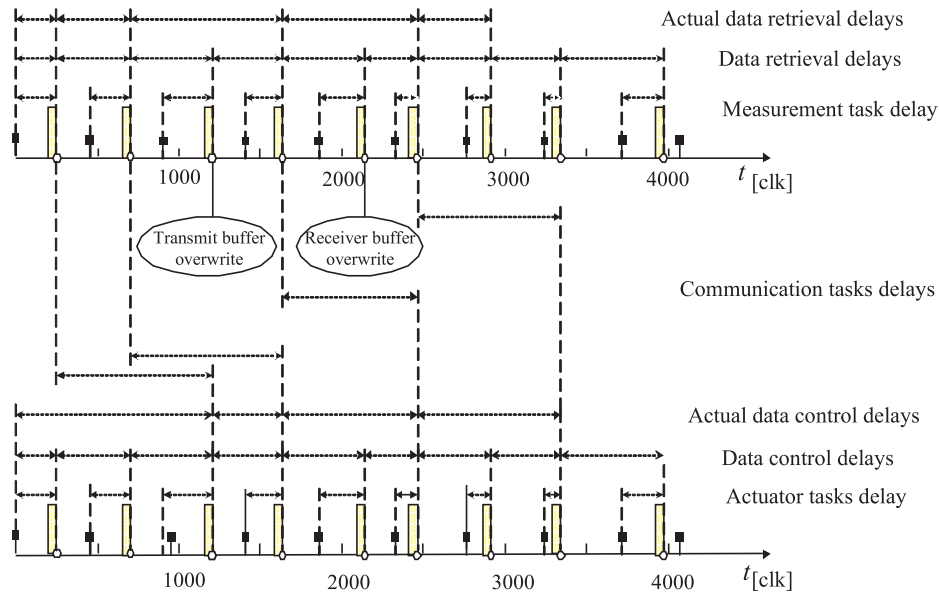 Actual data retrieval delays
Data retrieval delays
Measurement task delay
1000 2000 3000 4000 t [clk]
Transmit buffer
overwrite
Receiver buffer
overwrite
Communication tasks delays
Actual data control delays
Data control delays
Actuator tasks delay
1000 2000 3000 4000 t [clk]